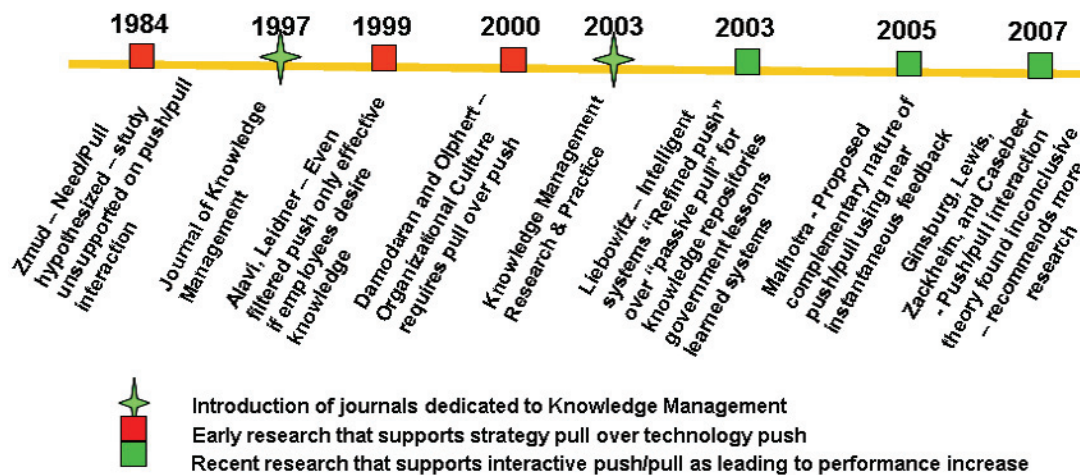 1984
1997
1999
2000
2003
2003
2005
2007
Zmud – Need/Pull
hypothesized – study
unsupported on push/pull
interaction
Journal of Knowledge
Management
Alavi, Leidner – Even
filtered push only effective
if employees desire
knowledge
Damodaran and Olphert –
Organizational Culture
requires pull over push
Knowledge Management
Research & Practice
Liebowitz – Intelligent
systems “Refined push”
over “passive pull” for
knowledge repositories
government lessons
learned systems
Malhotra - Proposed
complementary nature of
push/pull using near
instantaneous feedback
Ginsburg, Lewis,
Zackheim, and Casebeer
- Push/pull interaction
theory found inconclusive
– recommends more
research
Introduction of journals dedicated to Knowledge Management
Early research that supports strategy pull over technology push
Recent research that supports interactive push/pull as leading to performance increase